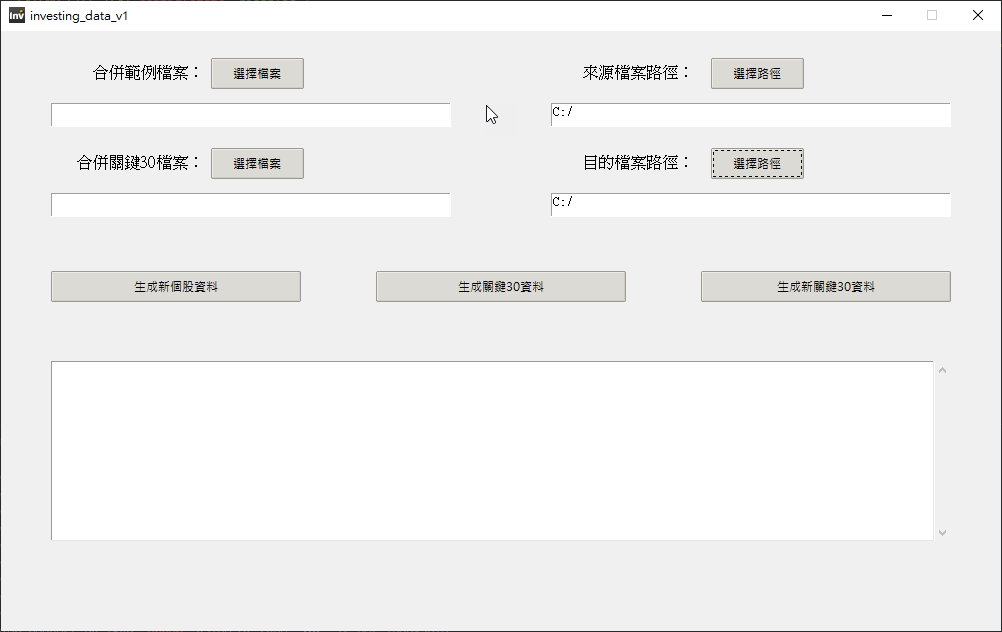 Inv investing_data_v1
合併範例檔案： 選擇檔案 來源檔案路徑： 選擇路徑
C:/
合併關鍵30檔案： 選擇檔案 目的檔案路徑： 選擇路徑
C:/
生成新個股資料 生成關鍵30資料 生成新關鍵30資料